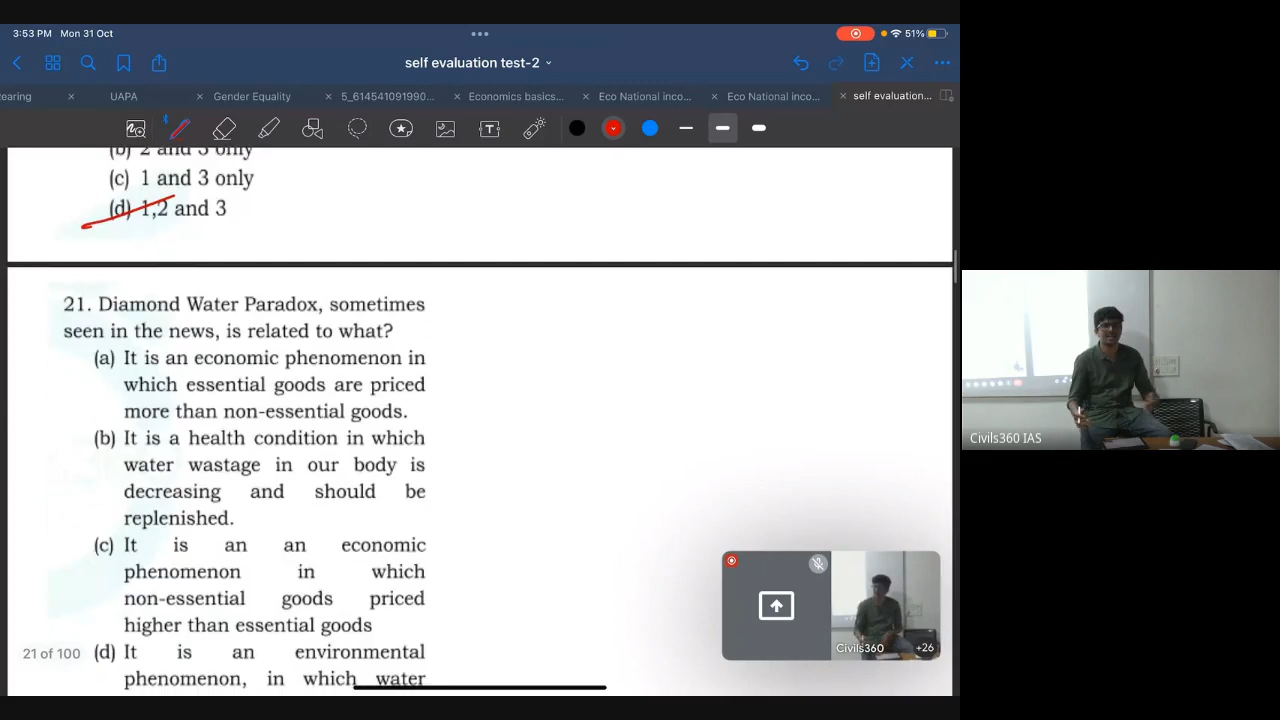 3:53 PM Mon 31 Oct
51%
self evaluation test-2
earing
UAPA
Gender Equality
5_614541091990...
Economics basics...
Eco National inco...
Eco National inco...
self evaluation...
(b) 2 and 3 only
(c) 1 and 3 only
(d) 1,2 and 3
21. Diamond Water Paradox, sometimes
seen in the news, is related to what?
(a) It is an economic phenomenon in
which essential goods are priced
more than non-essential goods.
(b) It is a health condition in which
water wastage in our body is
decreasing and should be
replenished.
(c) It is an an economic
phenomenon in which
non-essential goods priced
higher than essential goods
21 of 100
(d) It is an environmental
phenomenon, in which water
Civils360
+26
Civils360 IAS